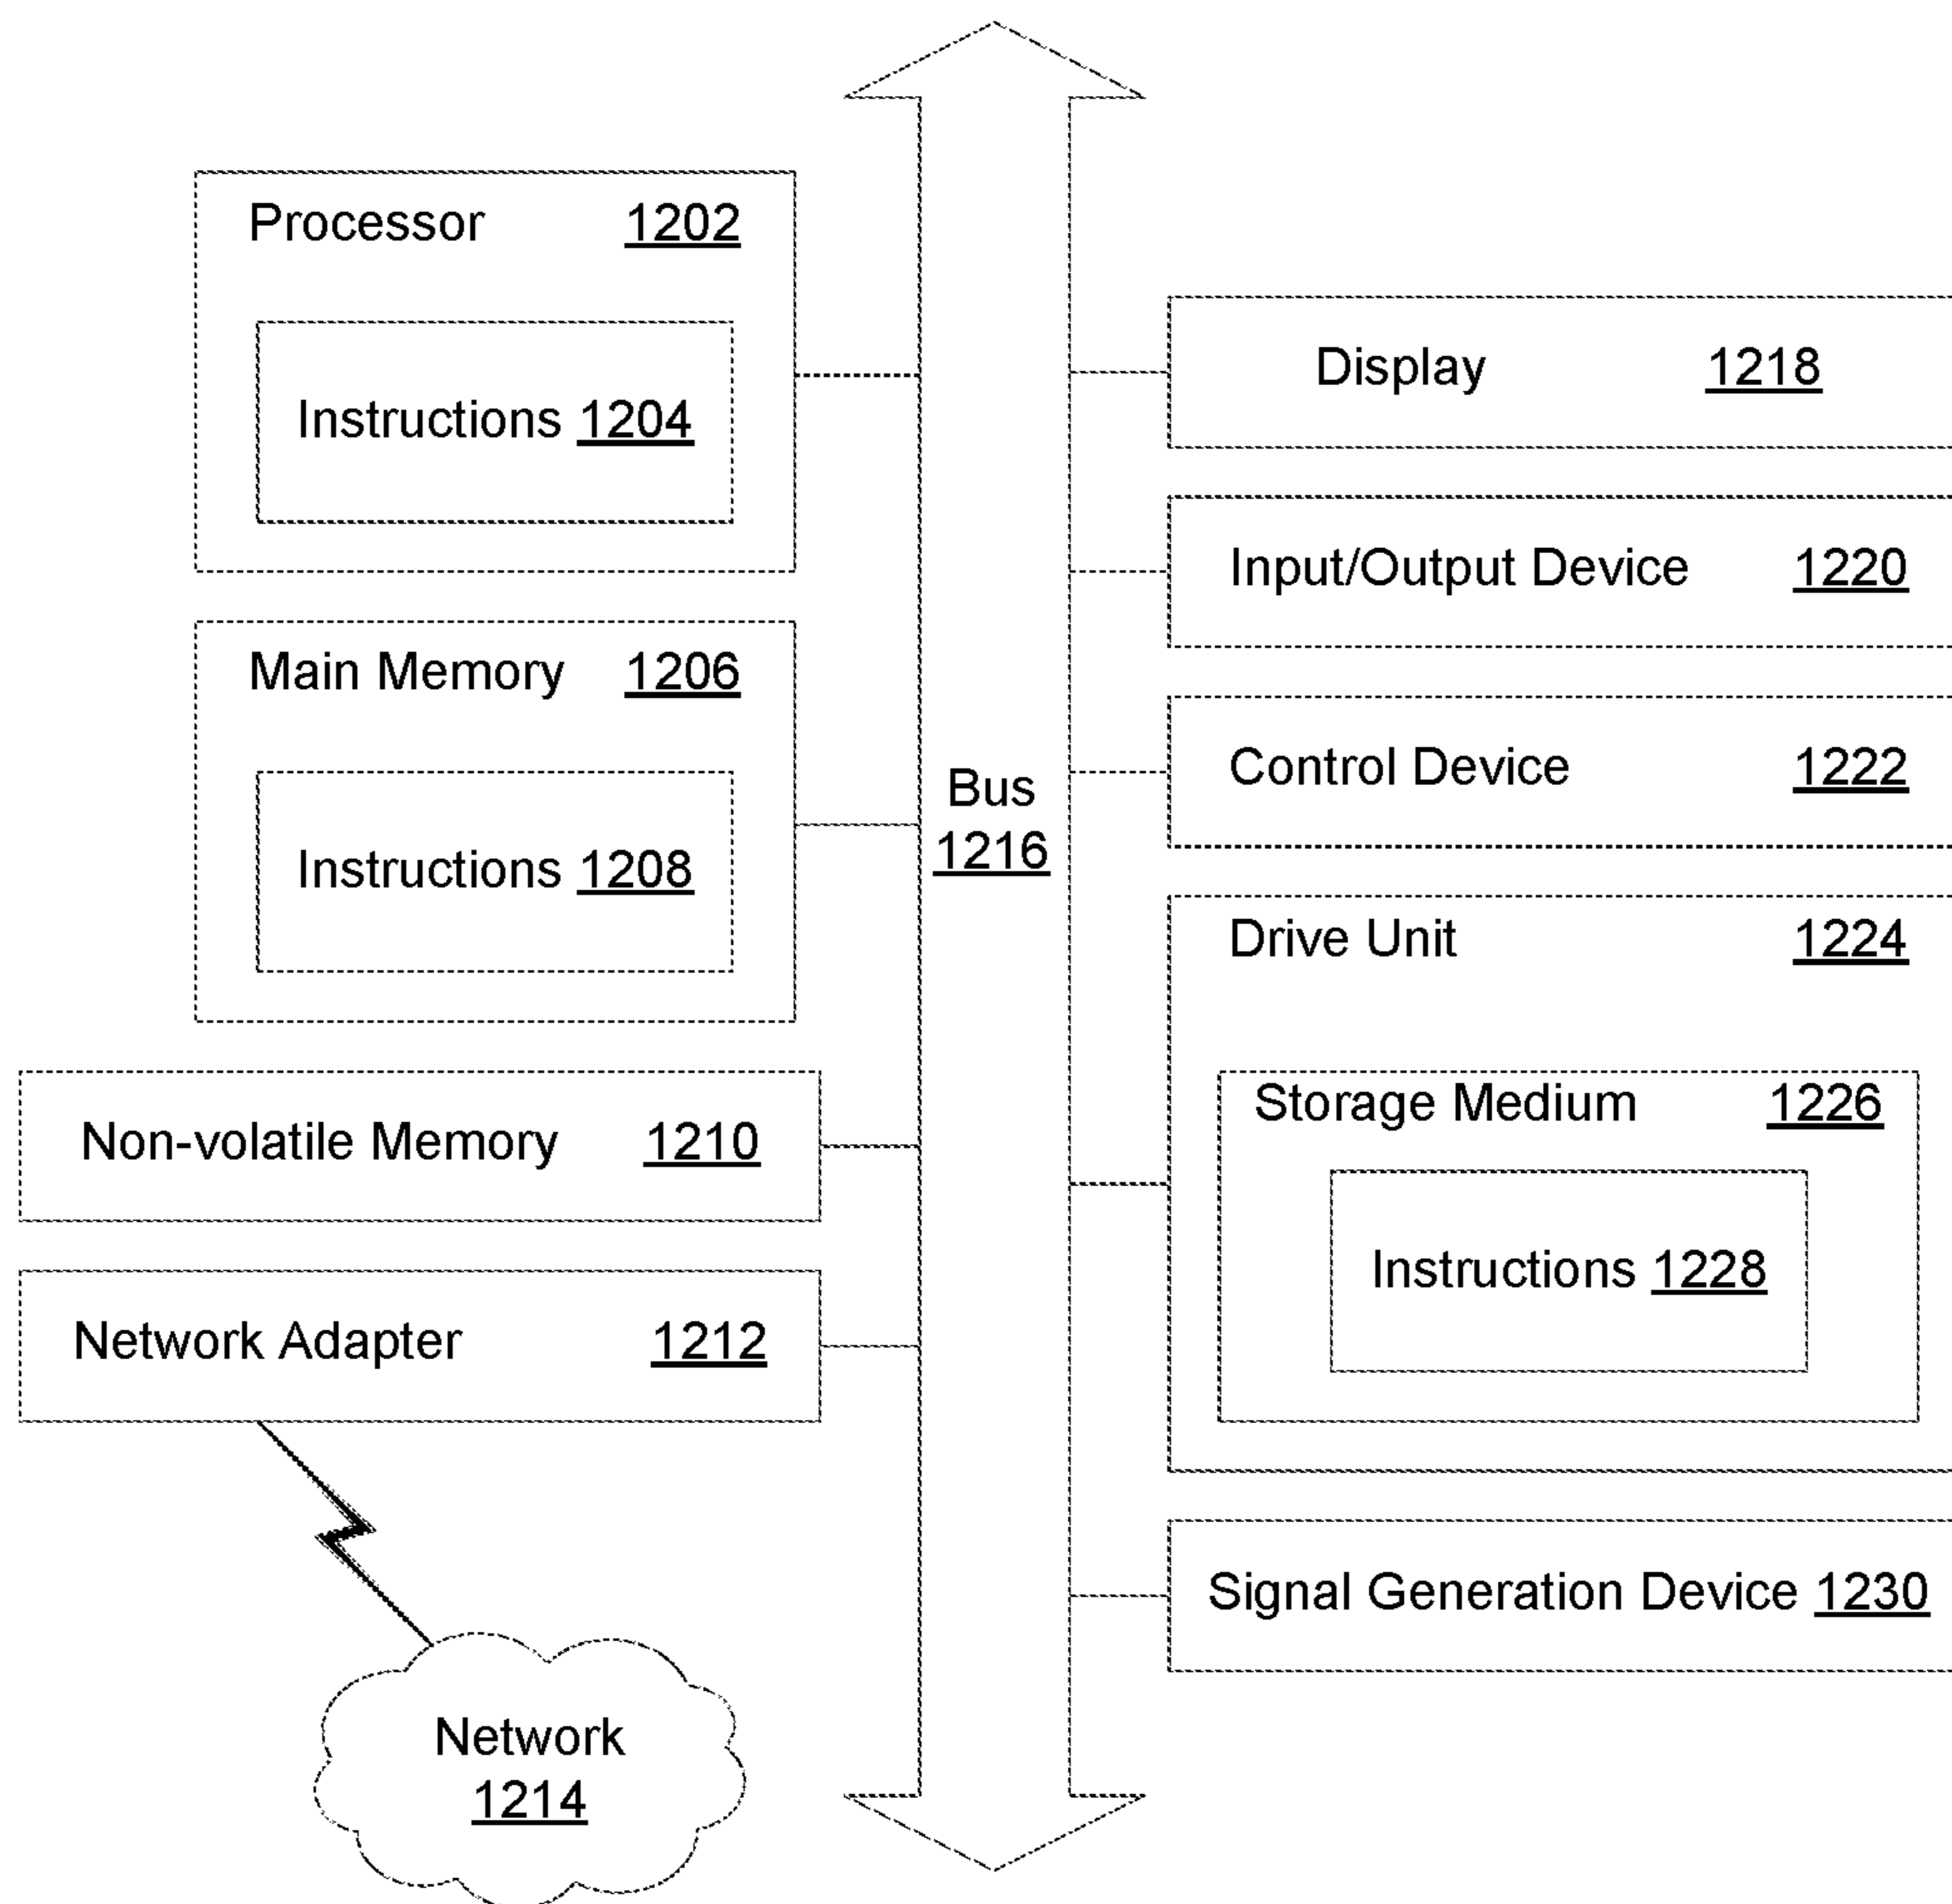 Processor 1202
Instructions 1204
Main Memory 1206
Instructions 1208
Non-volatile Memory 1210
Network Adapter 1212
Network
1214
Bus
1216
Display 1218
Input/Output Device 1220
Control Device 1222
Drive Unit 1224
Storage Medium 1226
Instructions 1228
Signal Generation Device 1230